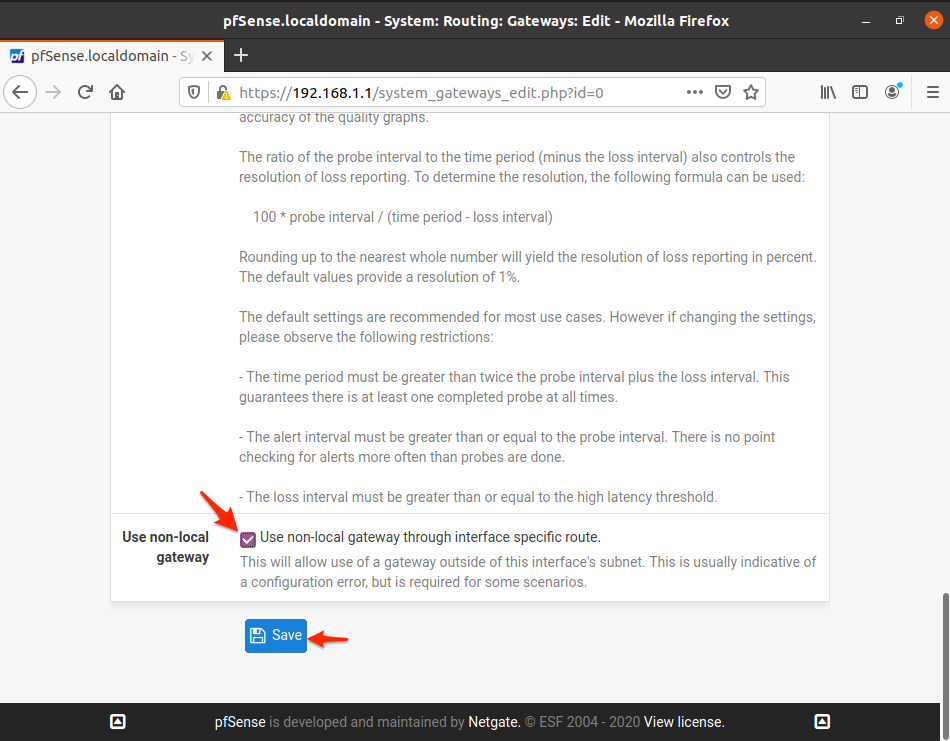 pfSense.localdomain - System: Routing: Gateways: Edit - Mozilla Firefox
pf pfSense.localdomain - Sy
https://192.168.1.1/system_gateways_edit.php?id=0
accuracy of the quality graphs.
The ratio of the probe interval to the time period (minus the loss interval) also controls the
resolution of loss reporting. To determine the resolution, the following formula can be used:
100 * probe interval / (time period - loss interval)
Rounding up to the nearest whole number will yield the resolution of loss reporting in percent.
The default values provide a resolution of 1%.
The default settings are recommended for most use cases. However if changing the settings,
please observe the following restrictions:
- The time period must be greater than twice the probe interval plus the loss interval. This
guarantees there is at least one completed probe at all times.
- The alert interval must be greater than or equal to the probe interval. There is no point
checking for alerts more often than probes are done.
- The loss interval must be greater than or equal to the high latency threshold.
Use non-local
gateway
Use non-local gateway through interface specific route.
This will allow use of a gateway outside of this interface's subnet. This is usually indicative of
a configuration error, but is required for some scenarios.
Save
pfSense is developed and maintained by Netgate. © ESF 2004 - 2020 View license.